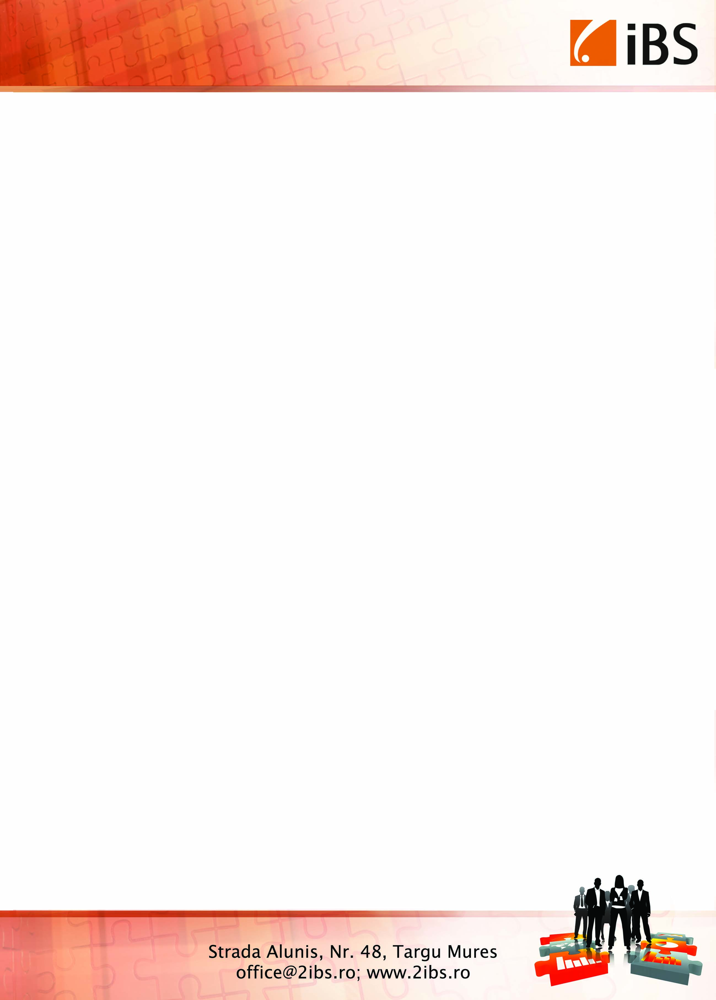 iBS
Strada Alunis, Nr. 48, Targu Mures
office@2ibs.ro; www.2ibs.ro